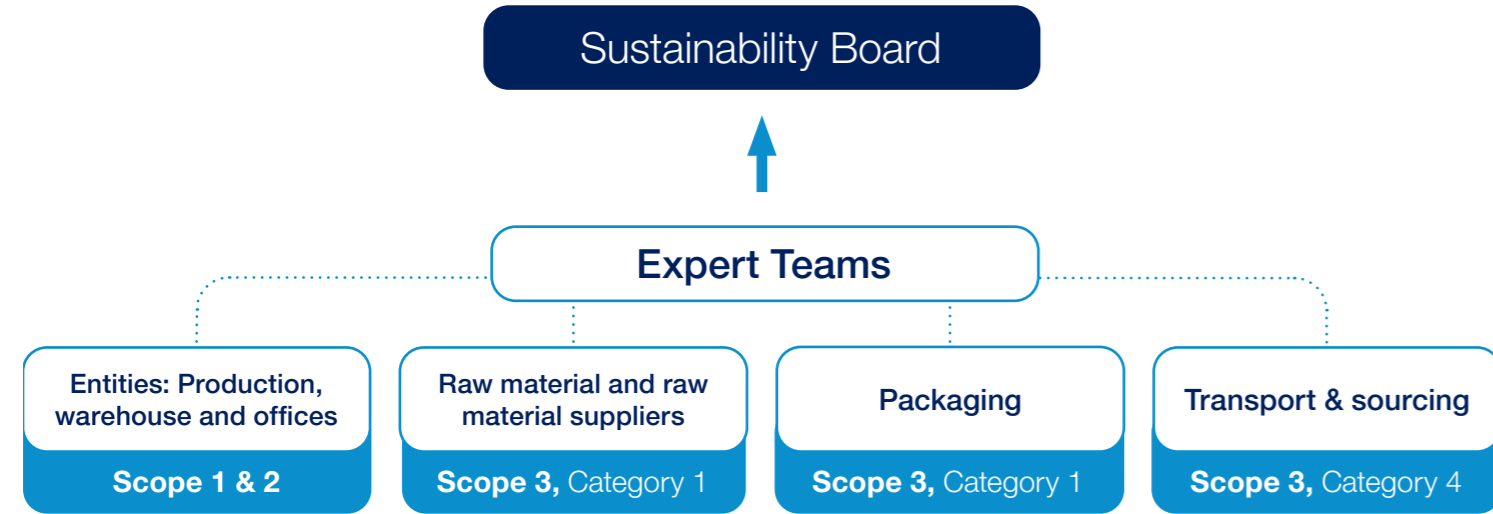 Sustainability Board
Expert Teams
Entities: Production,
warehouse and offices
Scope 1 & 2
Raw material and raw
material suppliers
Scope 3, Category 1
Packaging
Scope 3, Category 1
Transport & sourcing
Scope 3, Category 4